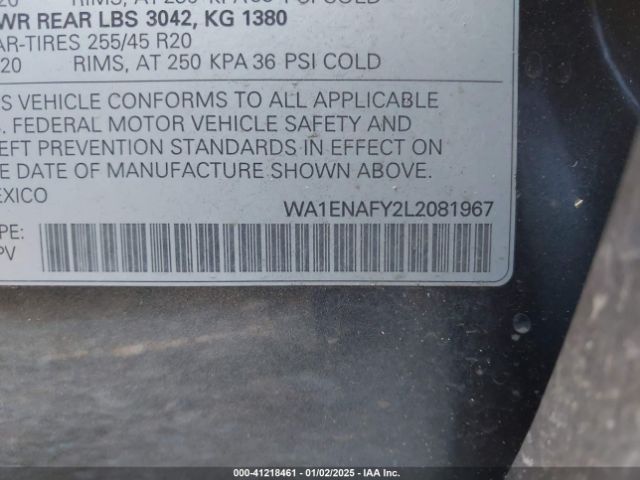 WR REAR LBS 3042, KG 1380
AR-TIRES 255/45 R20
20 RIMS, AT 250 KPA 36 PSI COLD
S VEHICLE CONFORMS TO ALL APPLICABLE
. FEDERAL MOTOR VEHICLE SAFETY AND
EFT PREVENTION STANDARDS IN EFFECT ON
E DATE OF MANUFACTURE SHOWN ABOVE.
EXICO
WA1ENAFY2L2081967
PE:
PV
000-41218461 | 01/02/2025 | IAAI.COM